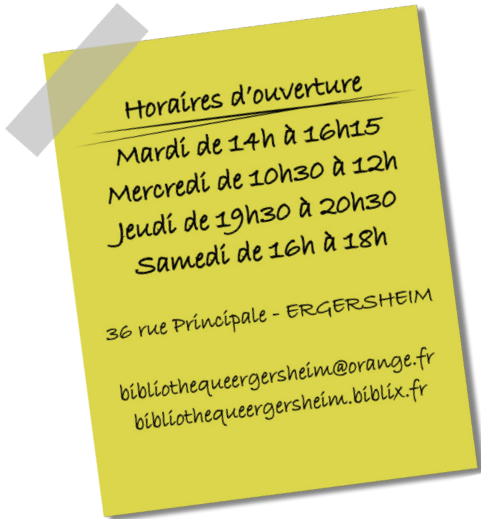 Horaires d'ouverture
Mardi de 14h à 16h15
Mercredi de 10h30 à 12h
Jeudi de 19h30 à 20h30
Samedi de 16h à 18h
36 rue Principale - ERGERSHEIM
bibliothequeergersheim@orange.fr
bibliothequeergersheim.biblix.fr